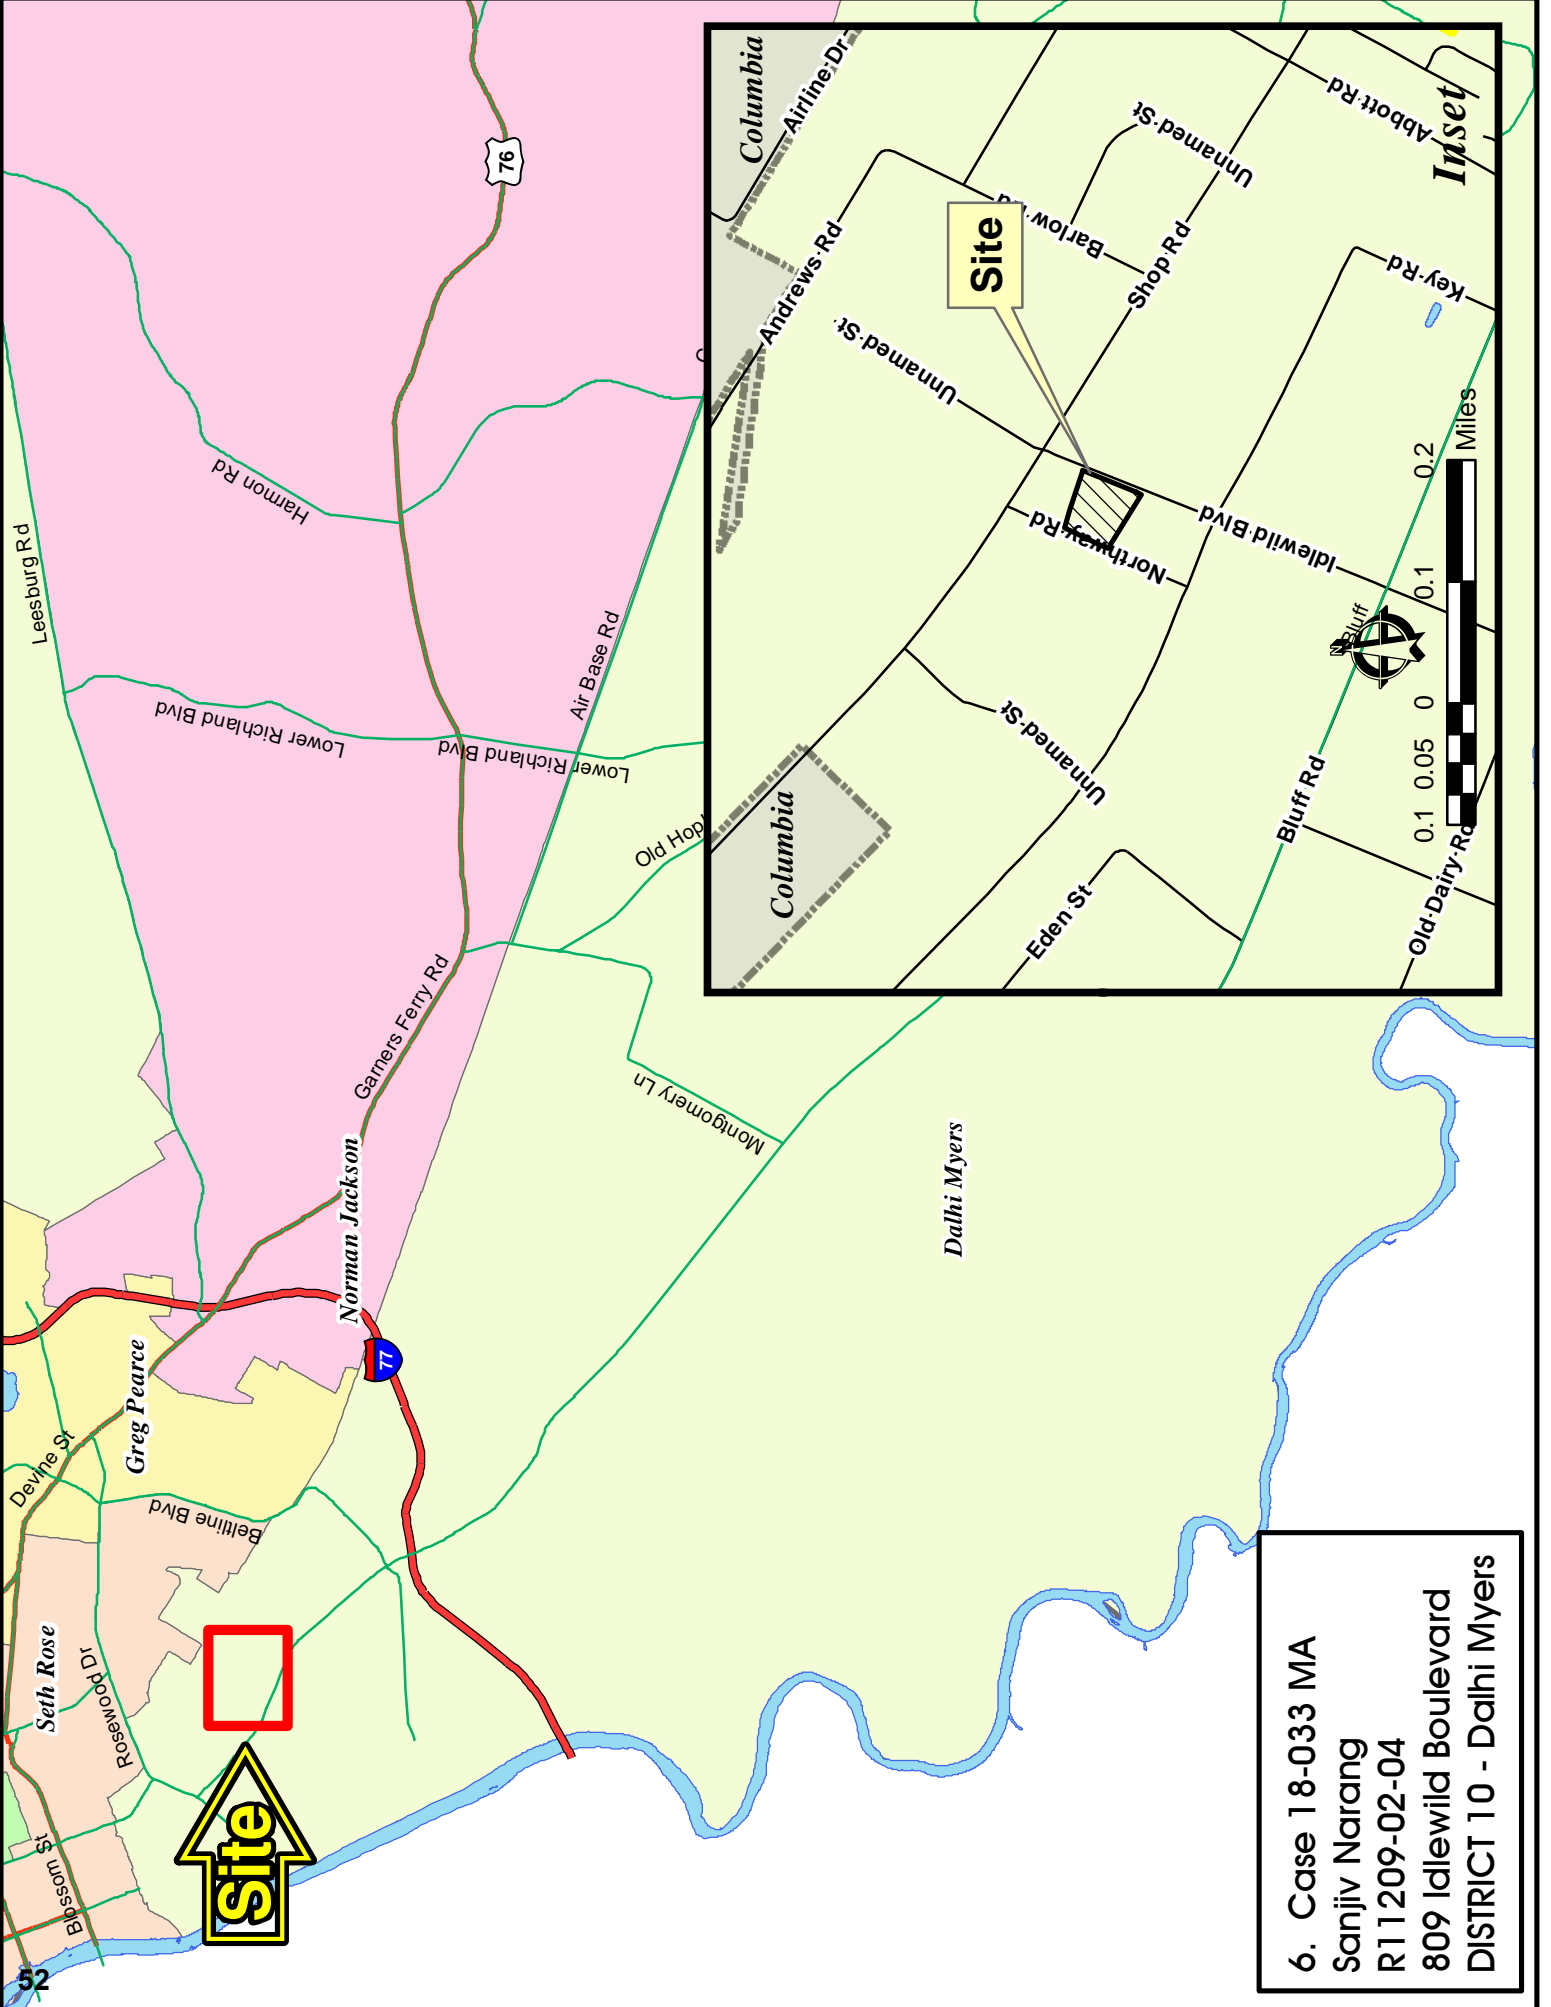 52
Blossom St
Seth Rose
Rosewood Dr
Devine St
Greg Pearce
Beltline Blvd
Norman Jackson
77
Garners Ferry Rd
Leesburg Rd
Lower Richland Blvd
Lower Richland Blvd
Harmon Rd
76
Air Base Rd
Old Hop
Montgomery Ln
Dalhi Myers
Site
Columbia
Columbia
Airline Dr
Andrews Rd
Unnamed St
Site
Barlow Rd
Unnamed St
Shop Rd
Abbott Rd
Inset
Key Rd
Northway Rd
Idlewild Blvd
Unnamed St
Eden St
Bluff Rd
Bluff
N
Old Dairy Rd
0.1 0.05 0 0.1 0.2
Miles
6. Case 18-033 MA
Sanjiv Narang
R11209-02-04
809 Idlewild Boulevard
DISTRICT 10 - Dalhi Myers